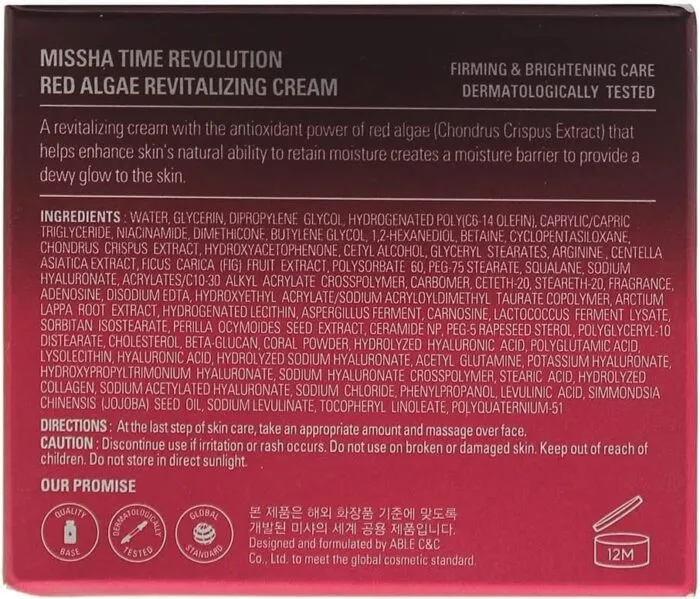 MISSHA TIME REVOLUTION
RED ALGAE REVITALIZING CREAM
FIRMING & BRIGHTENING CARE
DERMATOLOGICALLY TESTED
A revitalizing cream with the antioxidant power of red algae (Chondrus Crispus Extract) that
helps enhance skin's natural ability to retain moisture creates a moisture barrier to provide a
dewy glow to the skin.
INGREDIENTS : WATER, GLYCERIN, DIPROPYLENE GLYCOL, HYDROGENATED POLY(C6-14 OLEFIN), CAPRYLIC/CAPRIC
TRIGLYCERIDE, NIACINAMIDE, DIMETHICONE, BUTYLENE GLYCOL, 1,2-HEXANEDIOL, BETAINE, CYCLOPENTASILOXANE,
CHONDRUS CRISPUS EXTRACT, HYDROXYACETOPHENONE, CETYL ALCOHOL, GLYCERYL STEARATES, ARGININE, CENTELLA
ASIATICA EXTRACT, FICUS CARICA (FIG) FRUIT EXTRACT, POLYSORBATE 60, PEG-75 STEARATE, SQUALANE, SODIUM
HYALURONATE, ACRYLATES/C10-30 ALKYL ACRYLATE CROSSPOLYMER, CARBOMER, CETETH-20, STEARETH-20, FRAGRANCE,
ADENOSINE, DISODIUM EDTA, HYDROXYETHYL ACRYLATE/SODIUM ACRYLOYLDIMETHYL TAURATE COPOLYMER, ARCTIUM
LAPPA ROOT EXTRACT, HYDROGENATED LECITHIN, ASPERGILLUS FERMENT, CARNOSINE, LACTOCOCCUS FERMENT LYSATE,
SORBITAN ISOSTEARATE, PERILLA OCYMOIDES SEED EXTRACT, CERAMIDE NP, PEG-5 RAPESEED STEROL, POLYGLYCERYL-10
DISTEARATE, CHOLESTEROL, BETA-GLUCAN, CORAL POWDER, HYDROLYZED HYALURONIC ACID, POLYGLUTAMIC ACID,
LYSOLECITHIN, HYALURONIC ACID, HYDROLYZED SODIUM HYALURONATE, ACETYL GLUTAMINE, POTASSIUM HYALURONATE,
HYDROXYPROPYLTRIMONIUM HYALURONATE, SODIUM HYALURONATE CROSSPOLYMER, STEARIC ACID, HYDROLYZED
COLLAGEN, SODIUM ACETYLATED HYALURONATE, SODIUM CHLORIDE, PHENYLPROPANOL, LEVULINIC ACID, SIMMONDSIA
CHINENSIS (JOJOBA) SEED OIL, SODIUM LEVULINATE, TOCOPHERYL LINOLEATE, POLYQUATERNIUM-51
DIRECTIONS : At the last step of skin care, take an appropriate amount and massage over face.
CAUTION : Discontinue use if irritation or rash occurs. Do not use on broken or damaged skin. Keep out of reach of
children. Do not store in direct sunlight.
OUR PROMISE
QUALITY
BASE
DERMATOLOGICALLY
TESTED
GLOBAL
STANDARD
본 제품은 해외 화장품 기준에 맞도록
개발된 미샤의 세계 공용 제품입니다.
Designed and formulated by ABLE C&C
Co., Ltd. to meet the global cosmetic standard.
12M